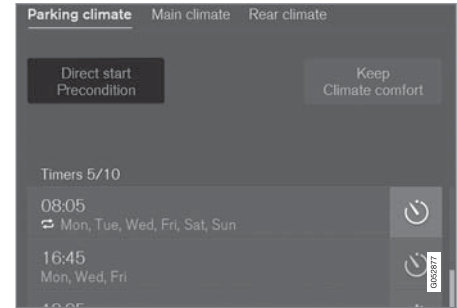 Parking climate Main climate Rear climate
Direct start
Precondition
Keep
Climate comfort
Timers 5/10
08:05
Mon, Tue, Wed, Fri, Sat, Sun
16:45
Mon, Wed, Fri
G052877